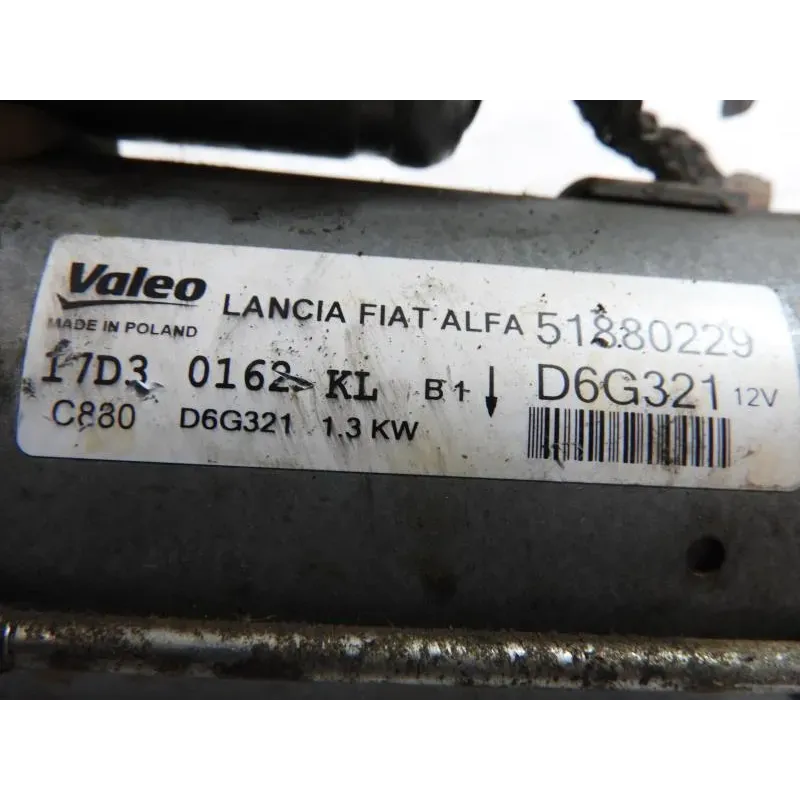 Valeo LANCIA FIAT ALFA 51880229
MADE IN POLAND
17D3 0162 KL B1 D6G321 12V
C880 D6G321 1.3 KW